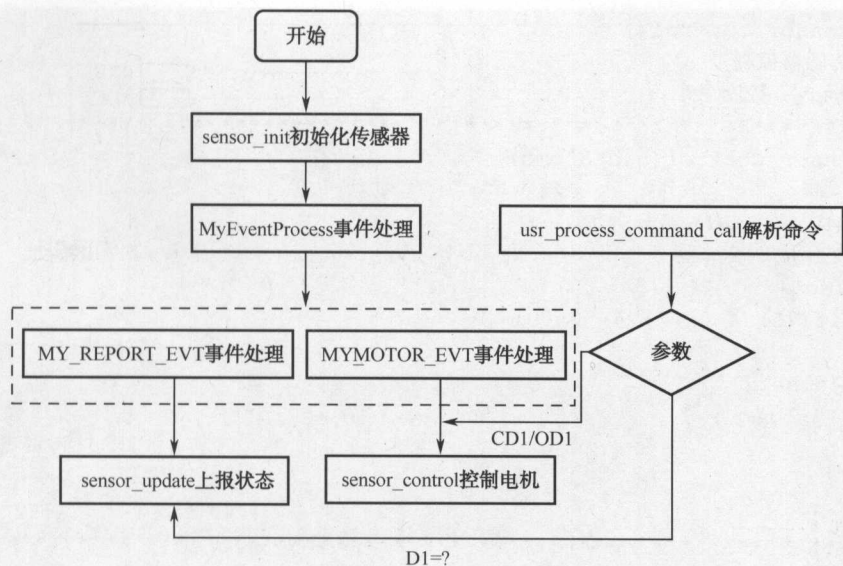 开始
sensor_init初始化传感器
MyEventProcess事件处理
usr_process_command_call解析命令
MY_REPORT_EVT事件处理
MYMOTOR_EVT事件处理
参数
CD1/OD1
sensor_update上报状态
sensor_control控制电机
D1=?